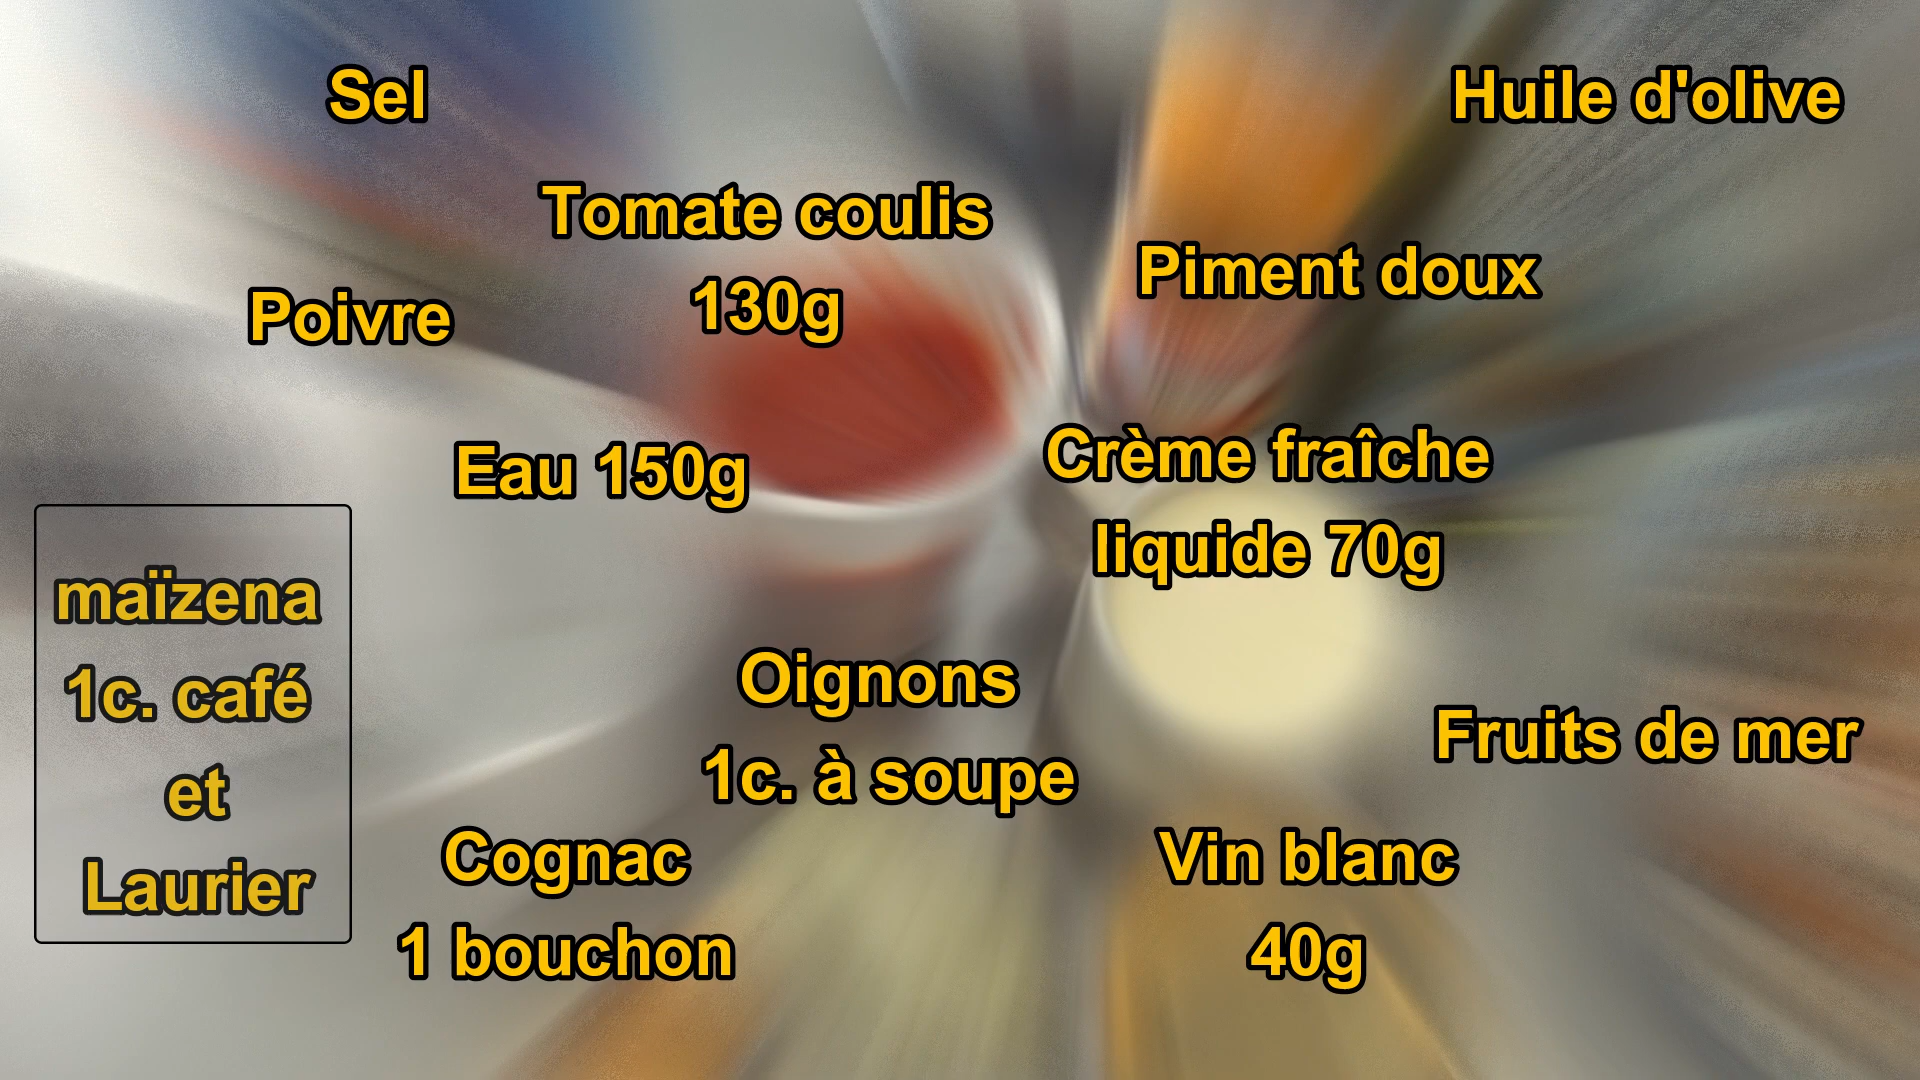 Sel
Huile d'olive
Tomate coulis
130g
Piment doux
Poivre
Eau 150g
Crème fraîche
liquide 70g
maïzena
1c. café
et
Laurier
Oignons
1c. à soupe
Fruits de mer
Cognac
1 bouchon
Vin blanc
40g